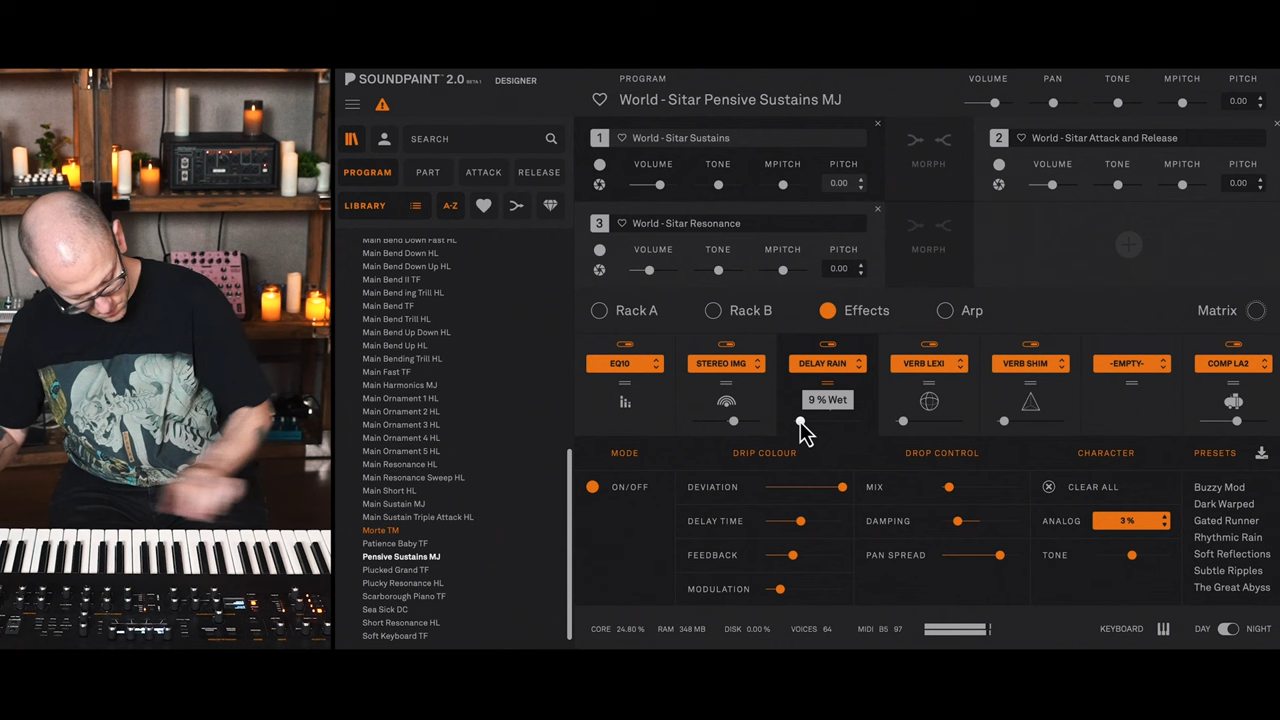 SOUNDPAINT™ 2.0 BETA 1 DESIGNER
PROGRAM
World - Sitar Pensive Sustains MJ
VOLUME PAN TONE MPITCH PITCH
0.00
SEARCH
PROGRAM PART ATTACK RELEASE
LIBRARY A-Z
Main Bend Down Fast HL
Main Bend Down HL
Main Bend Down Up HL
Main Bend II TF
Main Bend ing Trill HL
Main Bend TF
Main Bend Trill HL
Main Bend Up Down HL
Main Bend Up HL
Main Bending Trill HL
Main Fast TF
Main Harmonics MJ
Main Ornament 1 HL
Main Ornament 2 HL
Main Ornament 3 HL
Main Ornament 4 HL
Main Ornament 5 HL
Main Resonance HL
Main Resonance Sweep HL
Main Short HL
Main Sustain MJ
Main Sustain Triple Attack HL
Morte TM
Patience Baby TF
Pensive Sustains MJ
Plucked Grand TF
Plucky Resonance HL
Scarborough Piano TF
Sea Sick DC
Short Resonance HL
Soft Keyboard TF
1 World - Sitar Sustains
VOLUME TONE MPITCH PITCH
0.00
MORPH
2 World - Sitar Attack and Release
VOLUME TONE MPITCH PITCH
0.00
3 World - Sitar Resonance
VOLUME TONE MPITCH PITCH
0.00
MORPH
Rack A Rack B Effects Arp Matrix
EQ10 STEREO IMG DELAY RAIN VERB LEXI VERB SHIM -EMPTY- COMP LA2
9 % Wet
MODE DRIP COLOUR DROP CONTROL CHARACTER PRESETS
ON/OFF DEVIATION MIX CLEAR ALL Buzzy Mod
Dark Warped
DELAY TIME DAMPING ANALOG 3 % Gated Runner
Rhythmic Rain
FEEDBACK PAN SPREAD TONE Soft Reflections
Subtle Ripples
MODULATION The Great Abyss
CORE 24.80 % RAM 348 MB DISK 0.00 % VOICES 64 MIDI B5 97 KEYBOARD DAY NIGHT